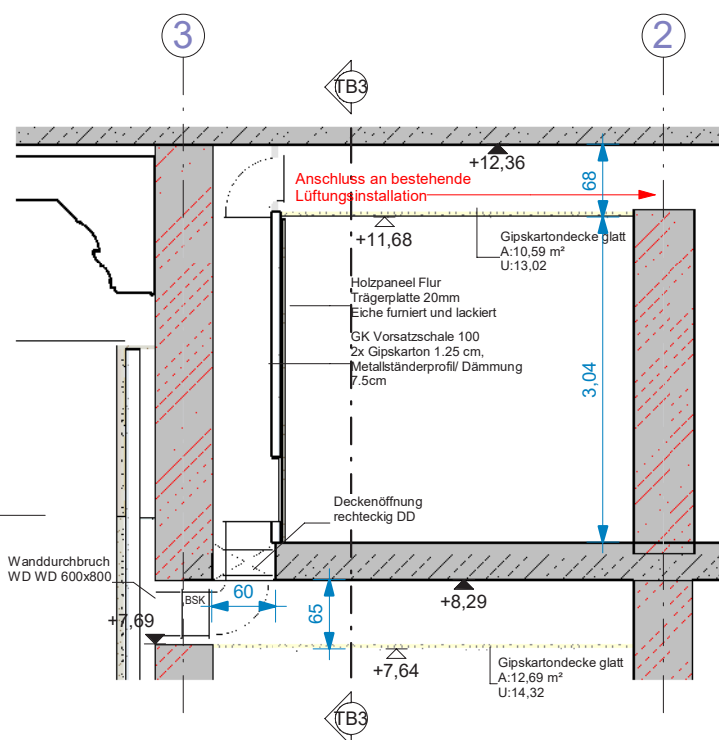 3
2
TB3
+12,36
68
Anschluss an bestehende
Lüftungsinstallation
+11,68
Gipskartondecke glatt
A:10,59 m²
U:13,02
Holzpaneel Flur
Trägerplatte 20mm
Eiche furniert und lackiert
GK Vorsatzschale 100
2x Gipskarton 1.25 cm,
Metallständerprofil/ Dämmung
7.5cm
3,04
Deckenöffnung
rechteckig DD
Wanddurchbruch
WD WD 600x800
BSK
60
65
+8,29
+7,69
+7,64
Gipskartondecke glatt
A:12,69 m²
U:14,32
TB3